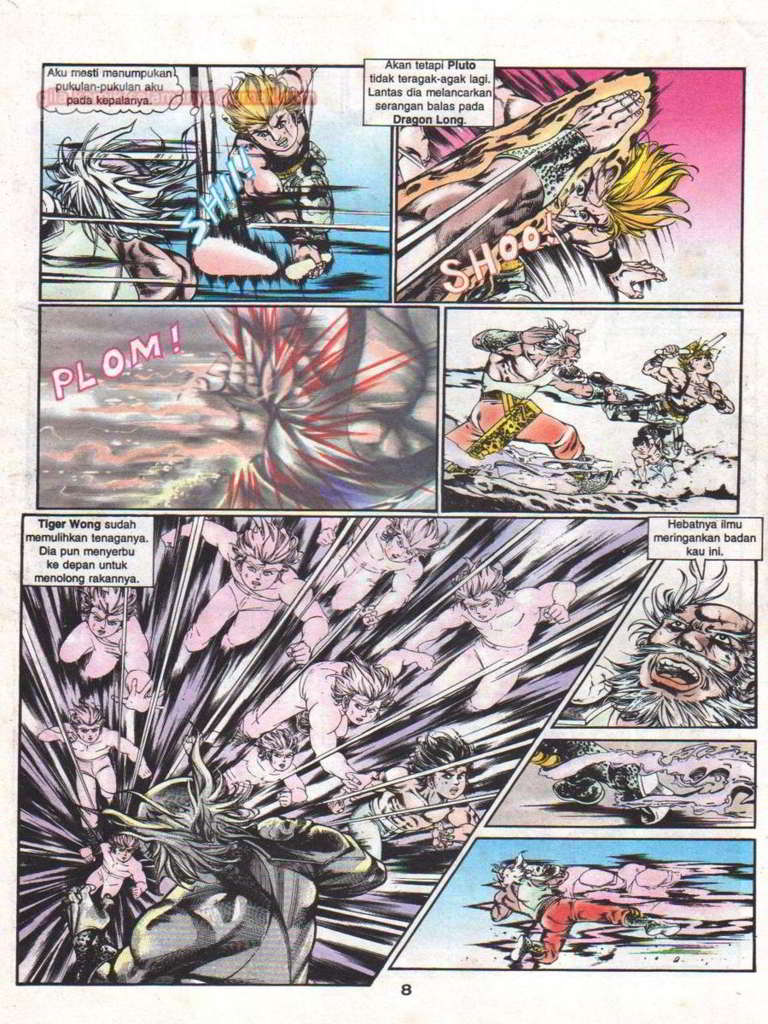 Aku mesti menumpukan
pukulan-pukulan aku
pada kepalanya.
Akan tetapi Pluto
tidak teragak-agak lagi.
Lantas dia melancarkan
serangan balas pada
Dragon Long.
SHIN!
SHOO!
PLOM!
Tiger Wong sudah
memulihkan tenaganya.
Dia pun menyerbu
ke depan untuk
menolong rakannya.
Hebatnya ilmu
meringankan badan
kau ini.
8